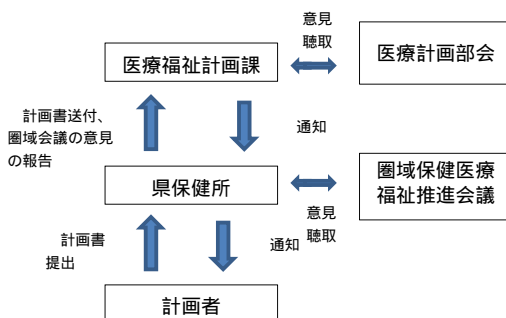 意見
聴取
医療福祉計画課
医療計画部会
計画書送付、
圏域会議の意見
の報告
通知
県保健所
圏域保健医療
福祉推進会議
意見
聴取
計画書
提出
通知
計画者